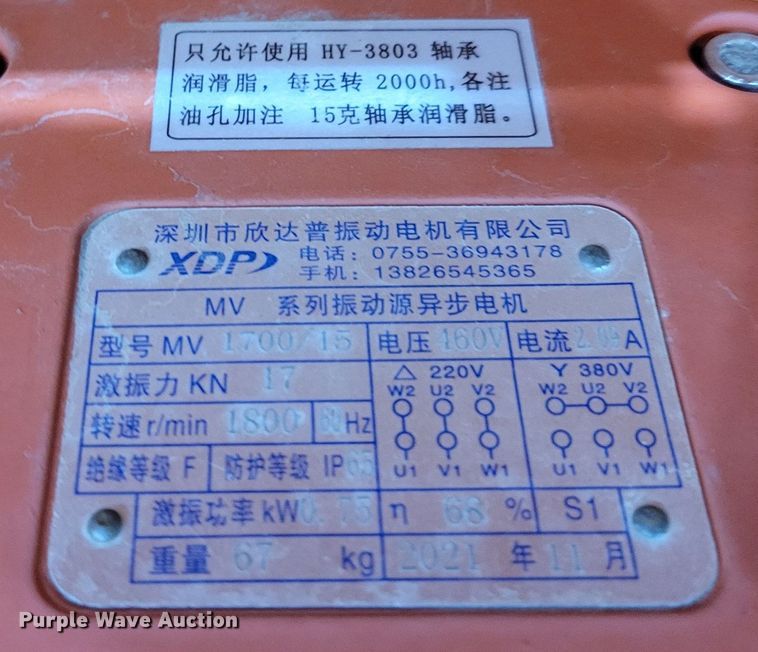 只允许使用 HY-3803 轴承
润滑脂，每运转 2000h,各注
油孔加注 15克轴承润滑脂。
深圳市欣达普振动电机有限公司
XDP 电话: 0755-36943178
手机: 13826545365
MV 系列振动源异步电机
型号 MV 1700/15 电压 460V 电流 2.09 A
激振力 KN 17 △ 220V Y 380V
W2 U2 V2 W2 U2 V2
转速 r/min 1800 60 Hz
绝缘等级 F 防护等级 IP 65 U1 V1 W1 U1 V1 W1
激振功率 kW 0.75 η 68 % S1
重量 67 kg 2021 年 11 月
Purple Wave Auction